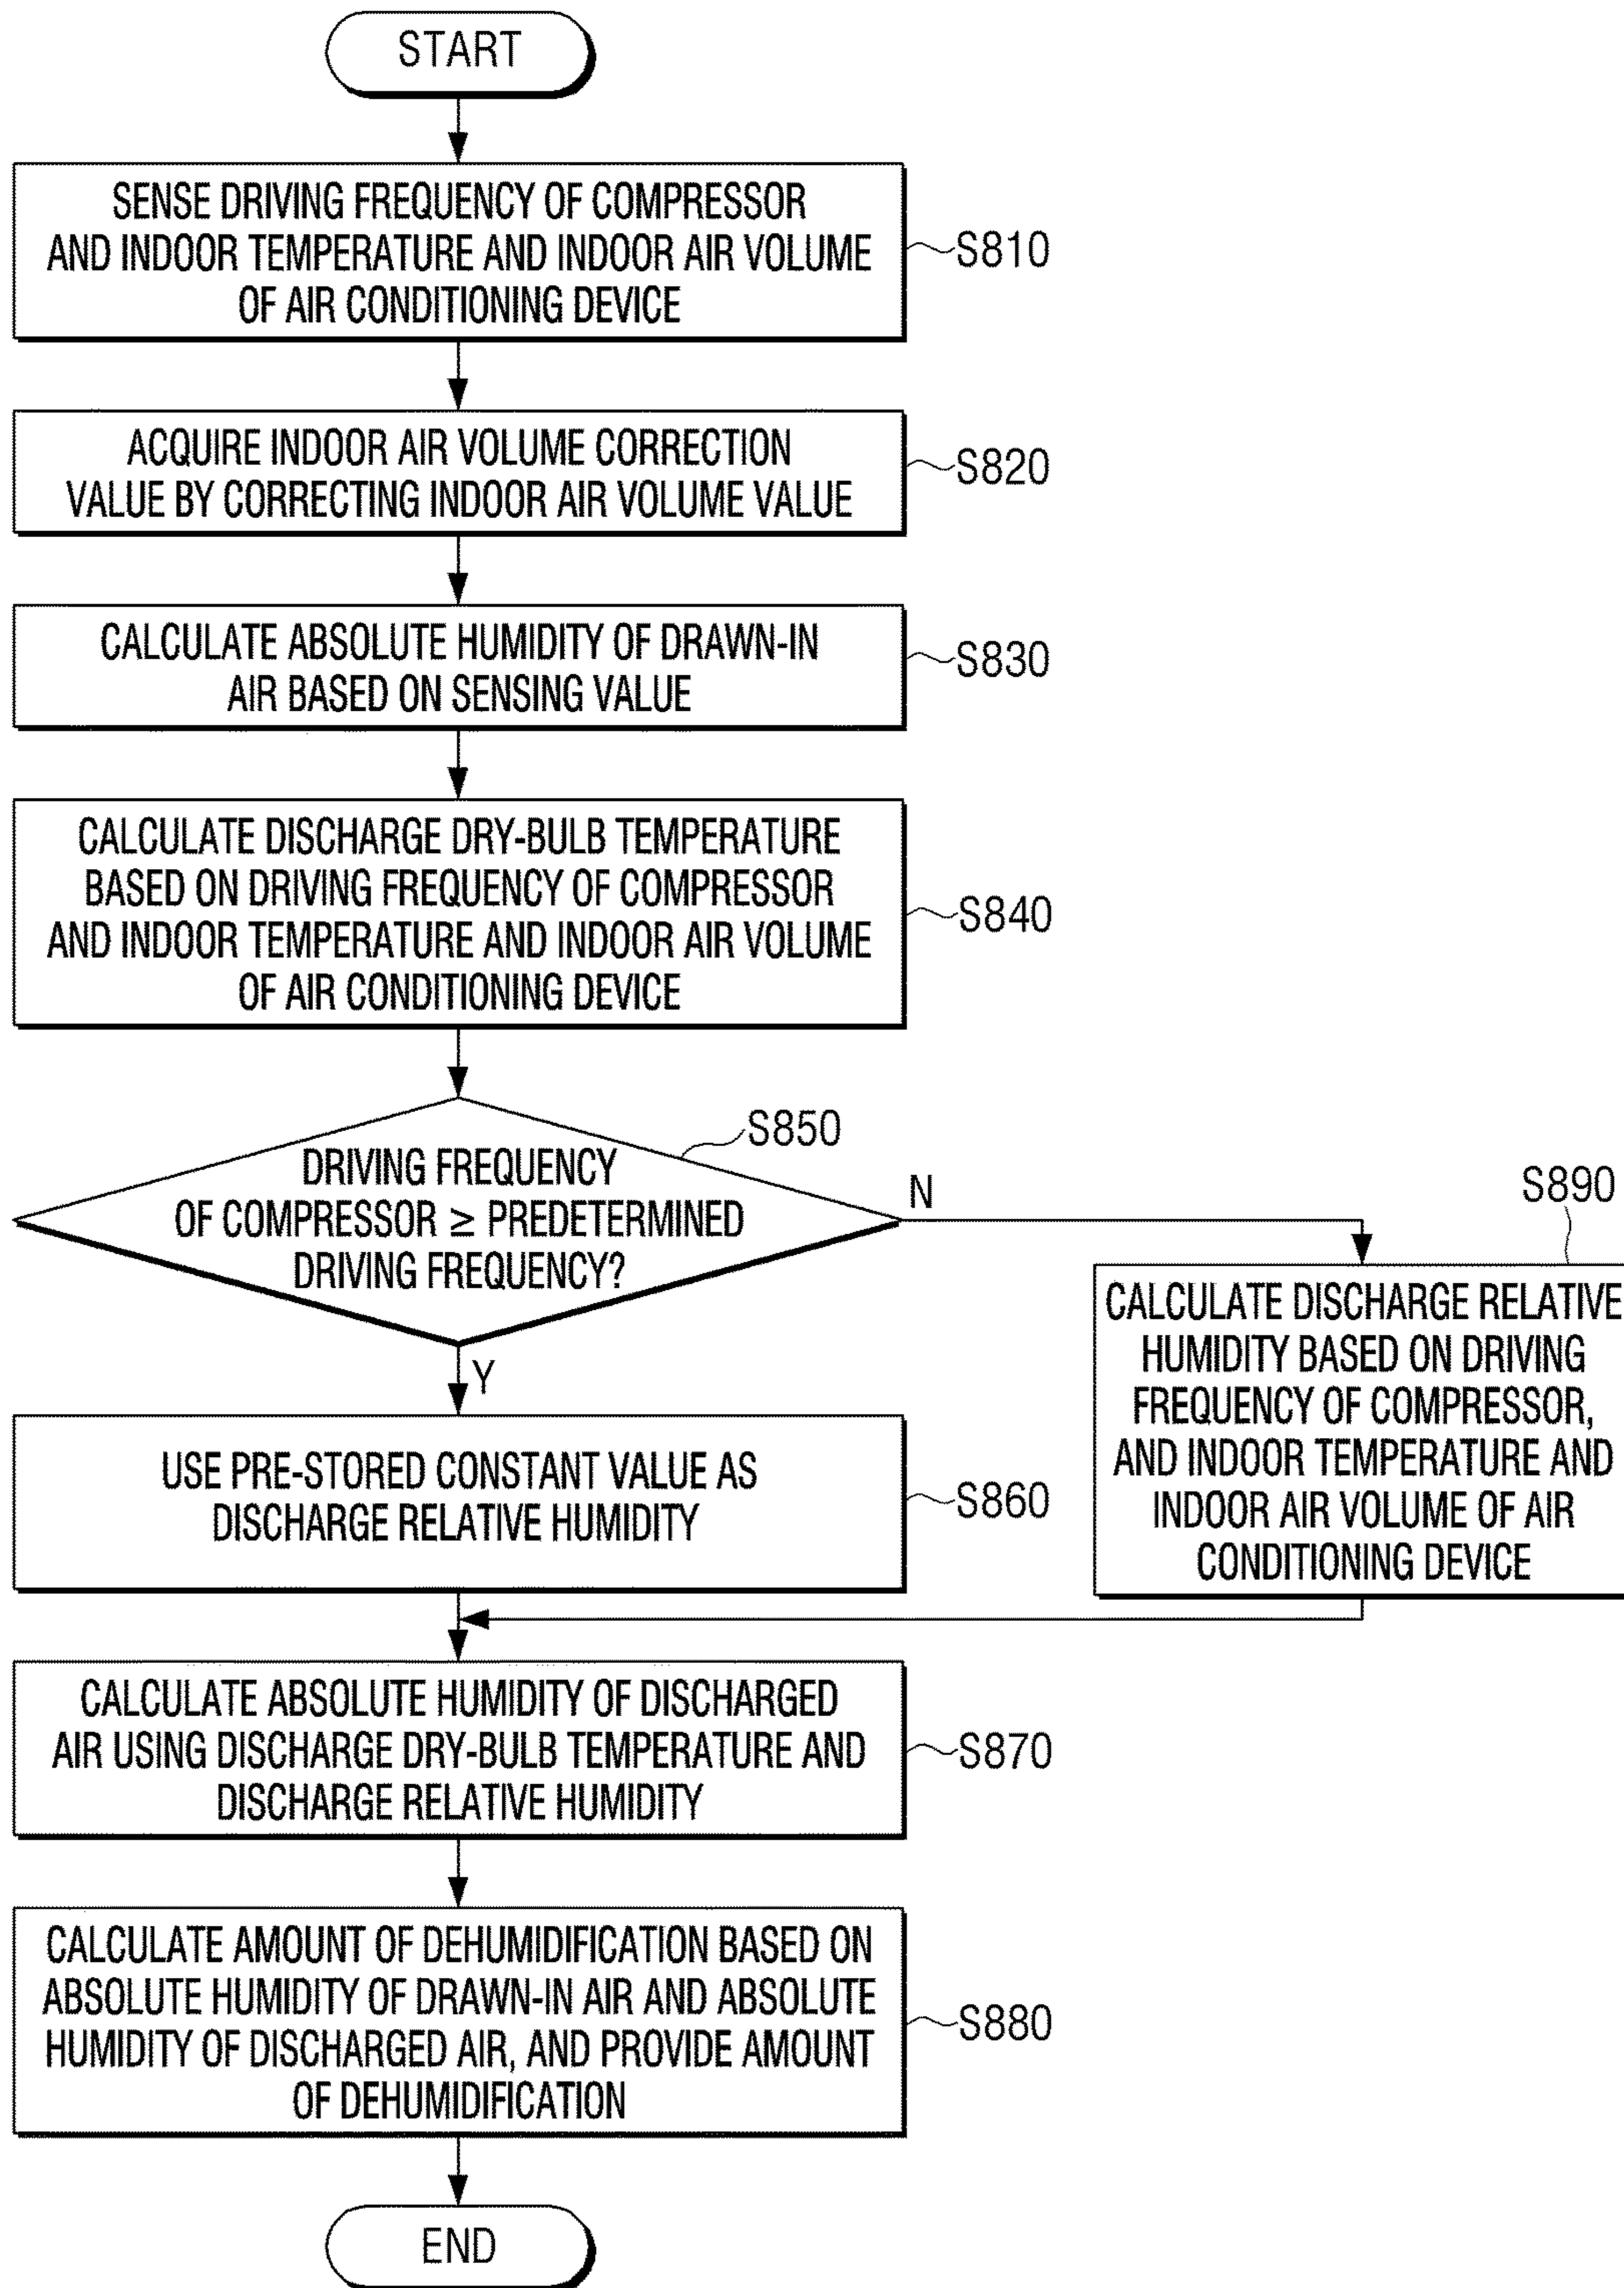 START
SENSE DRIVING FREQUENCY OF COMPRESSOR
AND INDOOR TEMPERATURE AND INDOOR AIR VOLUME
OF AIR CONDITIONING DEVICE
S810
ACQUIRE INDOOR AIR VOLUME CORRECTION
VALUE BY CORRECTING INDOOR AIR VOLUME VALUE
S820
CALCULATE ABSOLUTE HUMIDITY OF DRAWN-IN
AIR BASED ON SENSING VALUE
S830
CALCULATE DISCHARGE DRY-BULB TEMPERATURE
BASED ON DRIVING FREQUENCY OF COMPRESSOR
AND INDOOR TEMPERATURE AND INDOOR AIR VOLUME
OF AIR CONDITIONING DEVICE
S840
S850
DRIVING FREQUENCY
OF COMPRESSOR ≥ PREDETERMINED
DRIVING FREQUENCY?
N
S890
CALCULATE DISCHARGE RELATIVE
HUMIDITY BASED ON DRIVING
FREQUENCY OF COMPRESSOR,
AND INDOOR TEMPERATURE AND
INDOOR AIR VOLUME OF AIR
CONDITIONING DEVICE
Y
USE PRE-STORED CONSTANT VALUE AS
DISCHARGE RELATIVE HUMIDITY
S860
CALCULATE ABSOLUTE HUMIDITY OF DISCHARGED
AIR USING DISCHARGE DRY-BULB TEMPERATURE AND
DISCHARGE RELATIVE HUMIDITY
S870
CALCULATE AMOUNT OF DEHUMIDIFICATION BASED ON
ABSOLUTE HUMIDITY OF DRAWN-IN AIR AND ABSOLUTE
HUMIDITY OF DISCHARGED AIR, AND PROVIDE AMOUNT
OF DEHUMIDIFICATION
S880
END